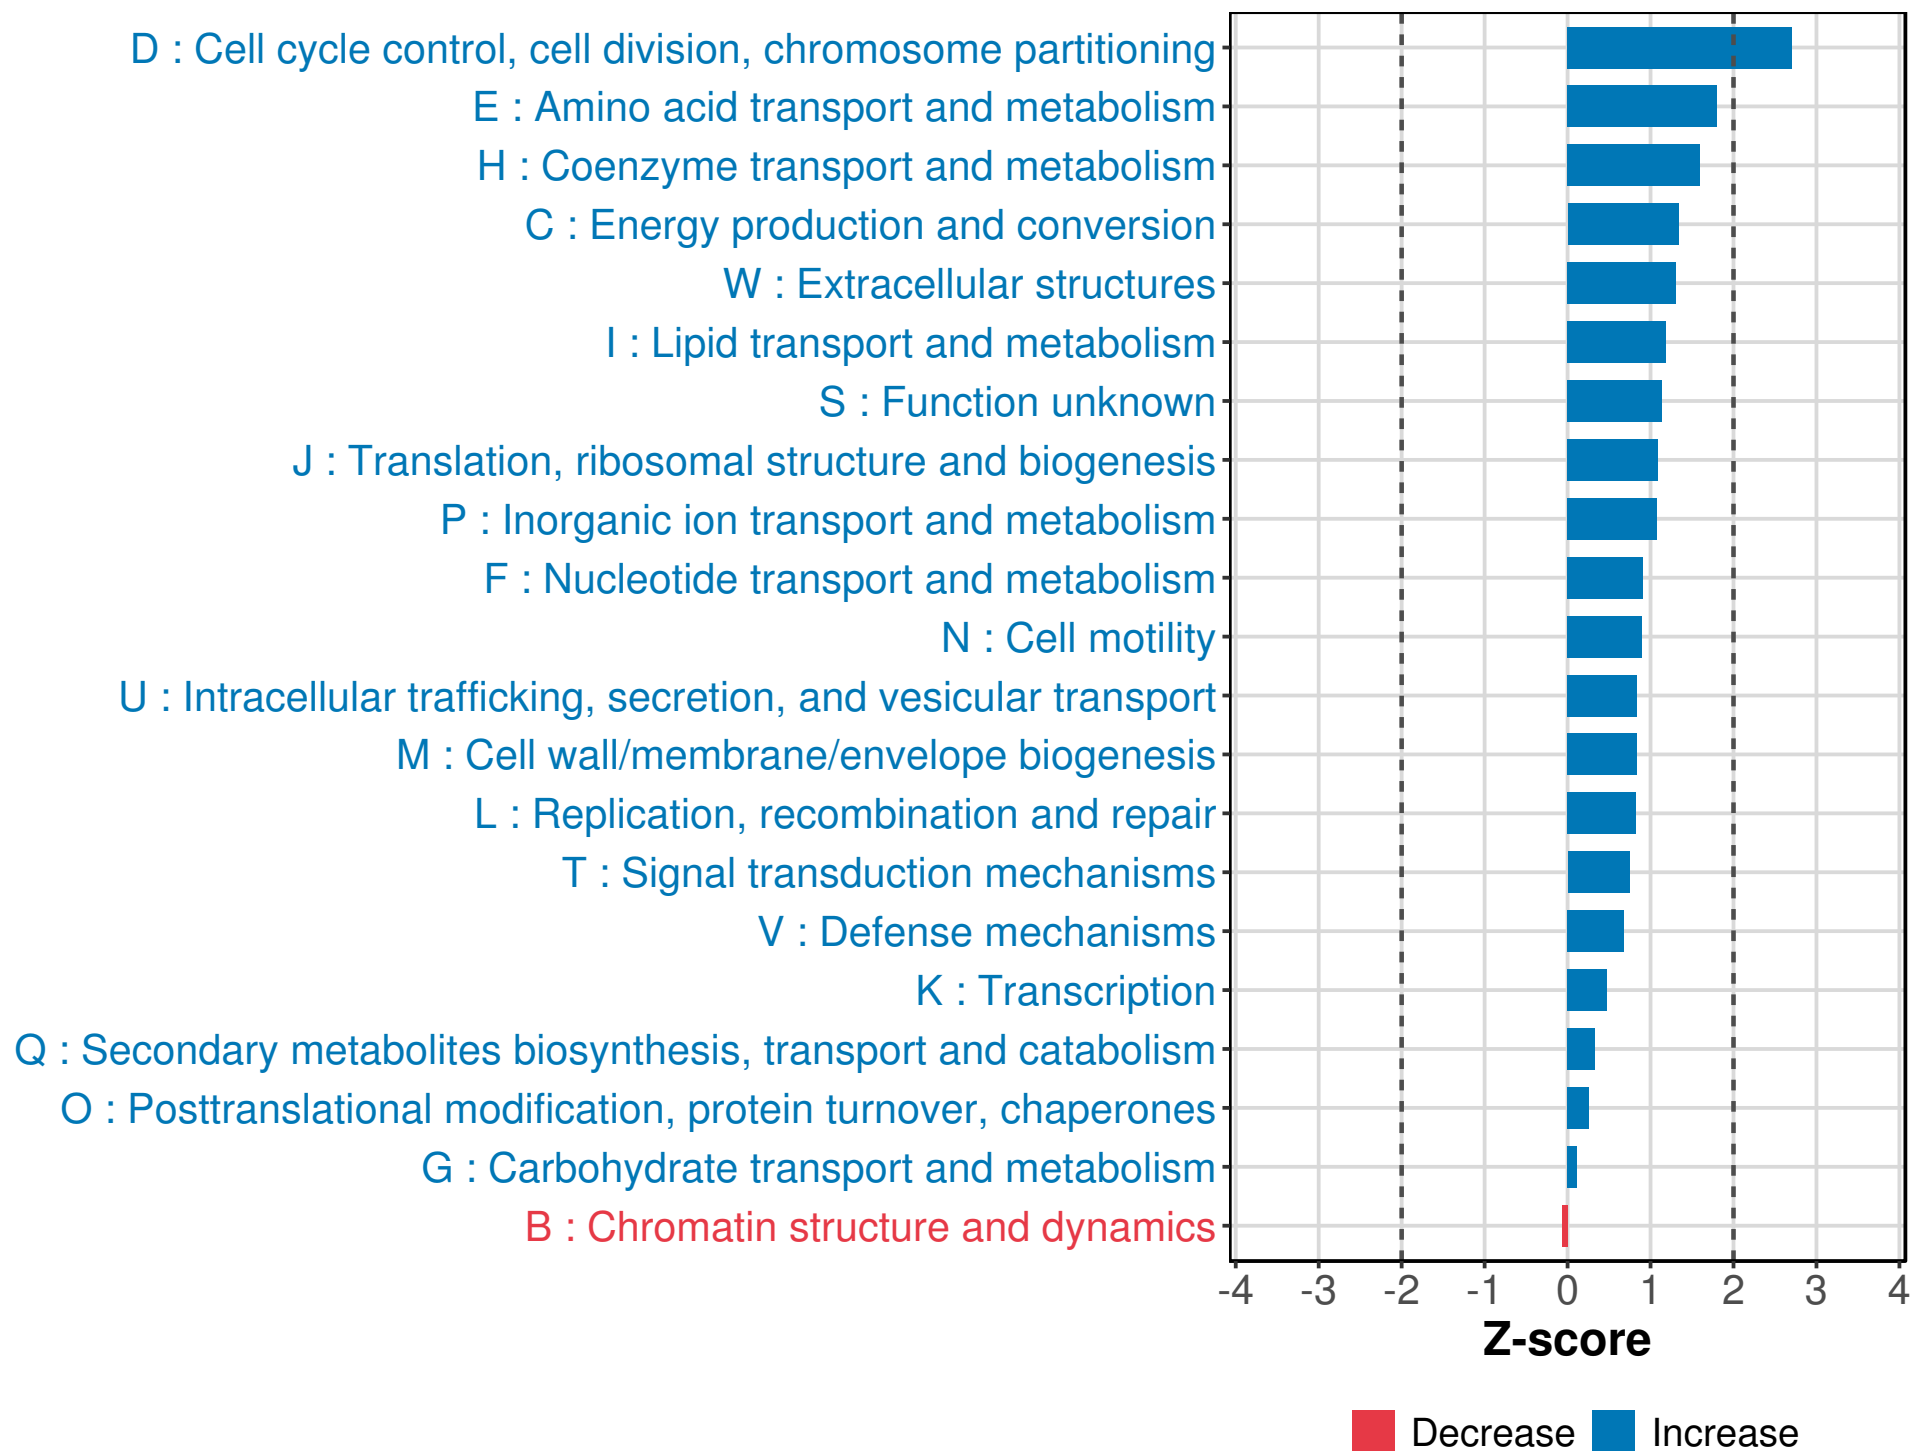 D : Cell cycle control, cell division, chromosome partitioning
E : Amino acid transport and metabolism
H : Coenzyme transport and metabolism
C : Energy production and conversion
W : Extracellular structures
I : Lipid transport and metabolism
S : Function unknown
J : Translation, ribosomal structure and biogenesis
P : Inorganic ion transport and metabolism
F : Nucleotide transport and metabolism
N : Cell motility
U : Intracellular trafficking, secretion, and vesicular transport
M : Cell wall/membrane/envelope biogenesis
L : Replication, recombination and repair
T : Signal transduction mechanisms
V : Defense mechanisms
K : Transcription
Q : Secondary metabolites biosynthesis, transport and catabolism
O : Posttranslational modification, protein turnover, chaperones
G : Carbohydrate transport and metabolism
B : Chromatin structure and dynamics
-4 -3 -2 -1 0 1 2 3 4
Z-score
Decrease Increase